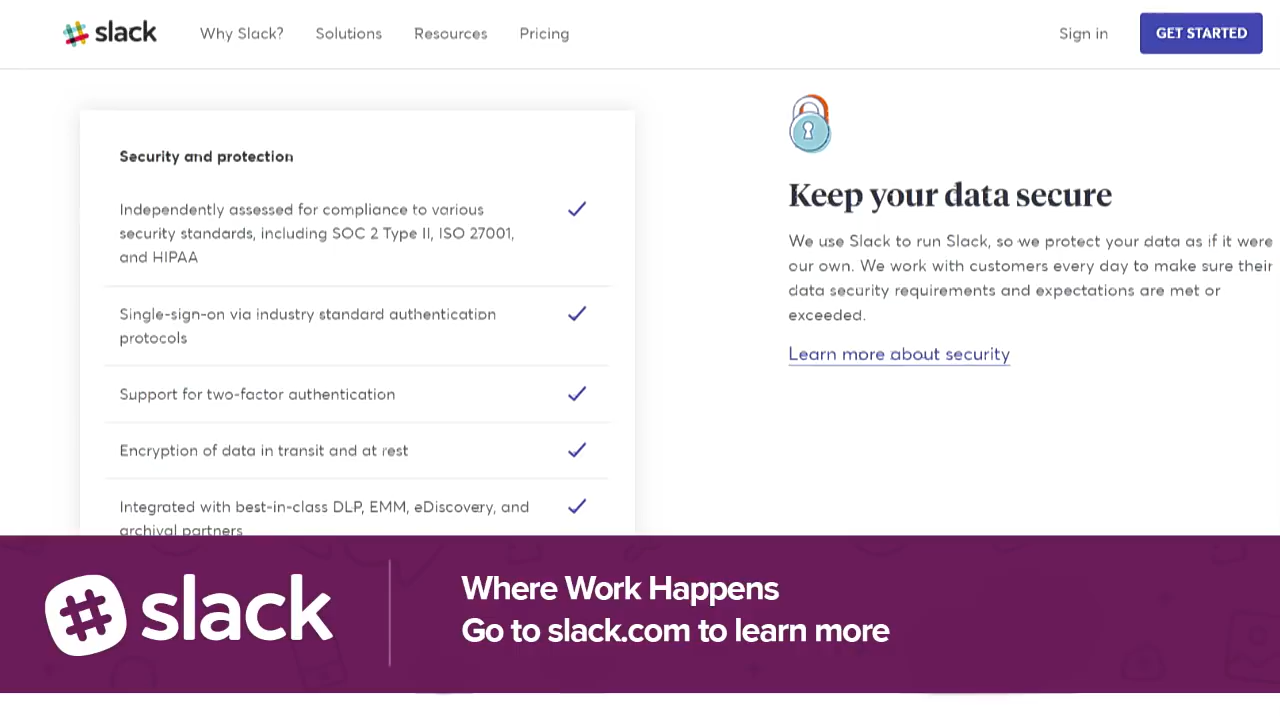 slack Why Slack? Solutions Resources Pricing Sign in GET STARTED
Security and protection
Independently assessed for compliance to various
security standards, including SOC 2 Type II, ISO 27001,
and HIPAA
Single-sign-on via industry standard authentication
protocols
Support for two-factor authentication
Encryption of data in transit and at rest
Integrated with best-in-class DLP, EMM, eDiscovery, and
archival partners
Keep your data secure
We use Slack to run Slack, so we protect your data as if it were
our own. We work with customers every day to make sure their
data security requirements and expectations are met or
exceeded.
Learn more about security
slack
Where Work Happens
Go to slack.com to learn more